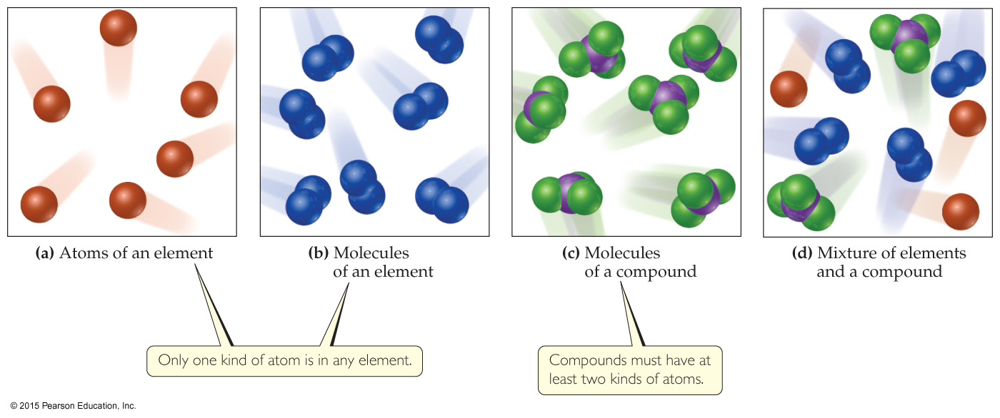 (a) Atoms of an element
(b) Molecules
of an element
(c) Molecules
of a compound
(d) Mixture of elements
and a compound
Only one kind of atom is in any element.
Compounds must have at
least two kinds of atoms.
© 2015 Pearson Education, Inc.